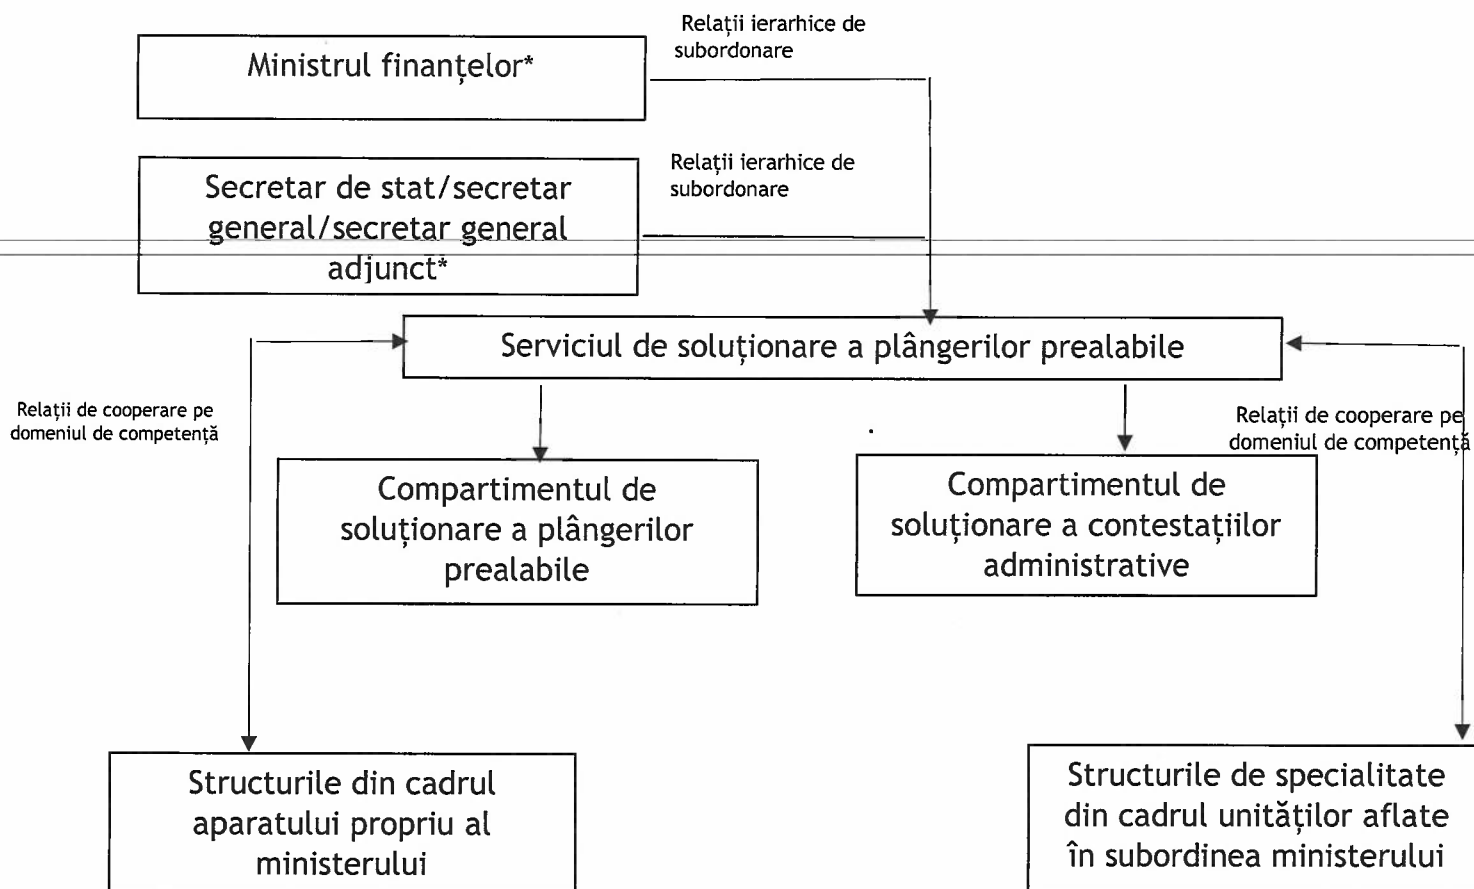 Relații ierarhice de
subordonare
Ministrul finanțelor*
Relații ierarhice de
subordonare
Secretar de stat/secretar
general/secretar general
adjunct*
Serviciul de soluționare a plângerilor prealabile
Relații de cooperare pe
domeniul de competență
Relații de cooperare pe
domeniul de competență
Compartimentul de
soluționare a plângerilor
prealabile
Compartimentul de
soluționare a contestațiilor
administrative
Structurile din cadrul
aparatului propriu al
ministerului
Structurile de specialitate
din cadrul unităților aflate
în subordinea ministerului